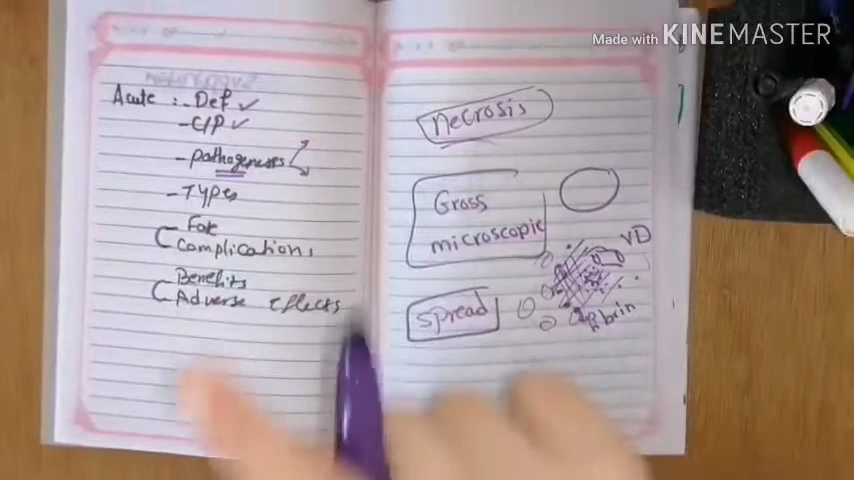 Made with KINEMASTER
Acute :- Def ✓
- C/P ✓
- pathogenesis
- Types
- Fate
Complications,
Benefits
Adverse effects
necrosis
Gross
microscopic
VD
fibrin
spread